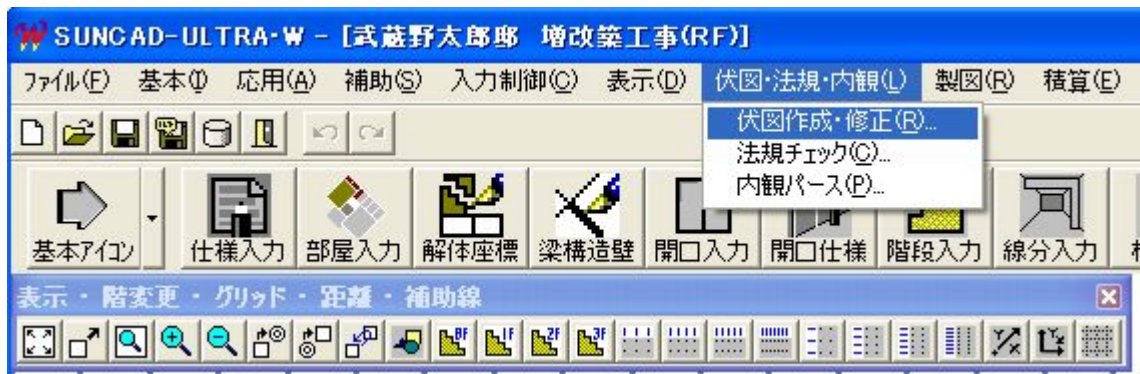 SUNCAD-ULTRA・W - [武蔵野太郎邸 増改築工事(RF)]
ファイル(F) 基本(I) 応用(A) 補助(S) 入力制御(C) 表示(D) 伏図・法規・内観(L) 製図(R) 積算(E)
伏図作成・修正(R)...
法規チェック(C)...
内観パース(P)...
基本アイコン 仕様入力 部屋入力 解体座標 梁構造壁 開口入力 開口仕様 階段入力 線分入力
表示・階変更・グリッド・距離・補助線
BF 1F 2F 3F